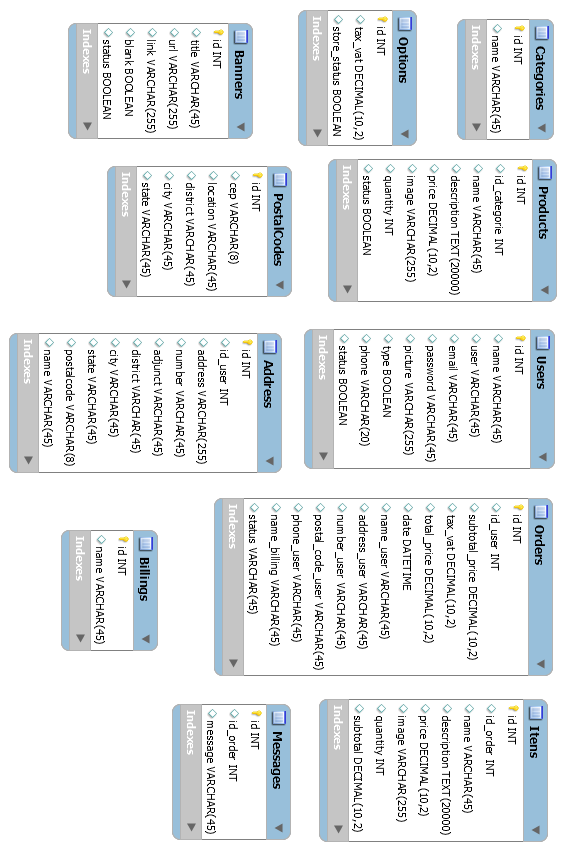 Categories
id INT
name VARCHAR(45)
Indexes
Products
id INT
id_categorie INT
name VARCHAR(45)
description TEXT(20000)
price DECIMAL(10,2)
image VARCHAR(255)
quantity INT
status BOOLEAN
Indexes
Users
id INT
name VARCHAR(45)
user VARCHAR(45)
email VARCHAR(45)
password VARCHAR(45)
picture VARCHAR(255)
type BOOLEAN
phone VARCHAR(20)
status BOOLEAN
Indexes
Orders
id INT
id_user INT
subtotal_price DECIMAL(10,2)
tax_vat DECIMAL(10,2)
total_price DECIMAL(10,2)
date DATETIME
name_user VARCHAR(45)
address_user VARCHAR(45)
number_user VARCHAR(45)
postal_code_user VARCHAR(45)
phone_user VARCHAR(45)
name_billing VARCHAR(45)
status VARCHAR(45)
Indexes
Itens
id INT
id_order INT
name VARCHAR(45)
description TEXT(20000)
price DECIMAL(10,2)
image VARCHAR(255)
quantity INT
subtotal DECIMAL(10,2)
Indexes
Options
id INT
tax_vat DECIMAL(10,2)
store_status BOOLEAN
Indexes
PostalCodes
id INT
cep VARCHAR(8)
location VARCHAR(45)
district VARCHAR(45)
city VARCHAR(45)
state VARCHAR(45)
Indexes
Address
id INT
id_user INT
address VARCHAR(255)
number VARCHAR(45)
adjunct VARCHAR(45)
district VARCHAR(45)
city VARCHAR(45)
state VARCHAR(45)
postalcode VARCHAR(8)
name VARCHAR(45)
Indexes
Messages
id INT
id_order INT
message VARCHAR(45)
Indexes
Banners
id INT
title VARCHAR(45)
url VARCHAR(255)
link VARCHAR(255)
blank BOOLEAN
status BOOLEAN
Indexes
Billings
id INT
name VARCHAR(45)
Indexes